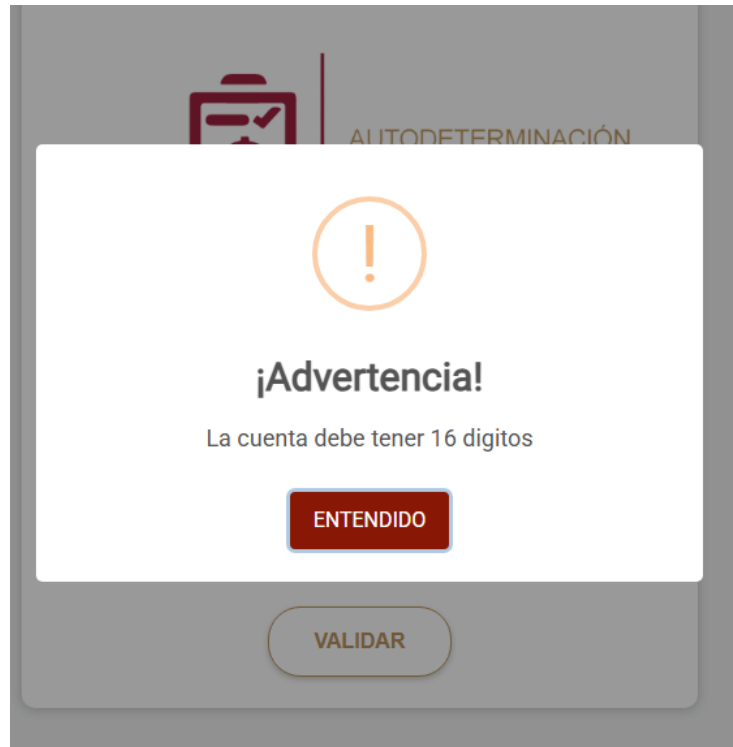 AUTODETERMINACIÓN
¡Advertencia!
La cuenta debe tener 16 digitos
ENTENDIDO
VALIDAR